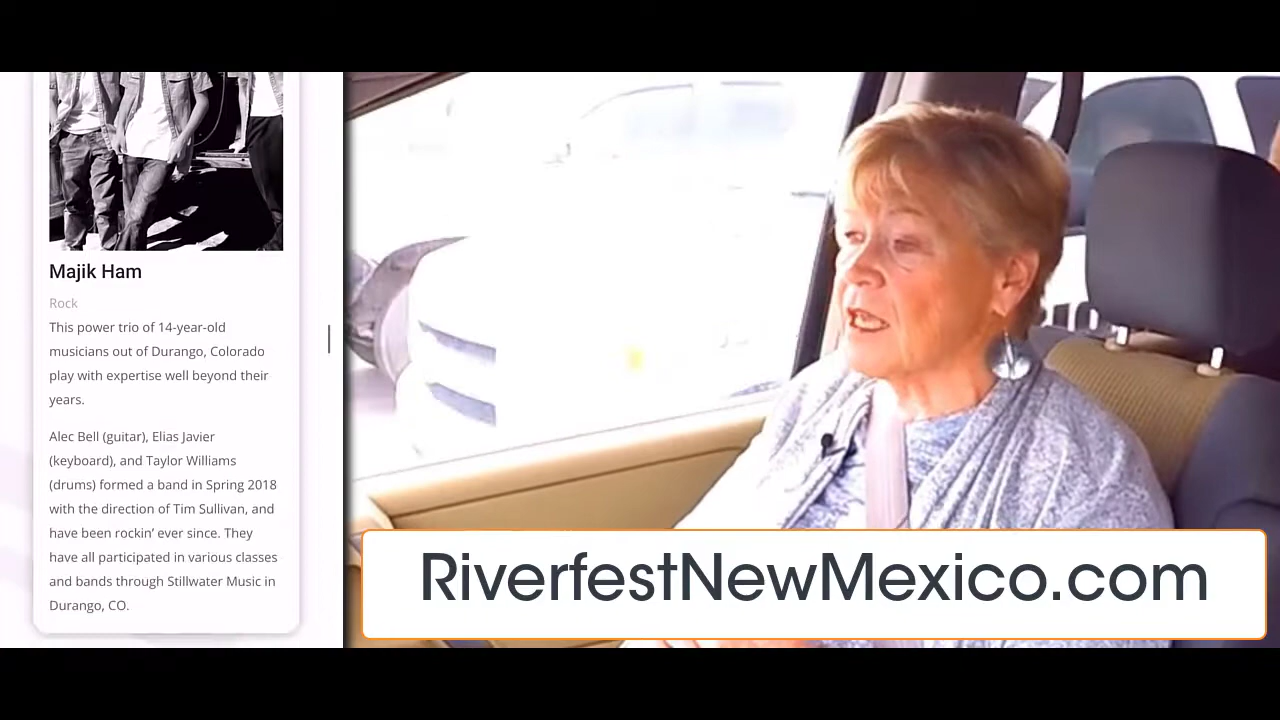 Majik Ham
Rock
This power trio of 14-year-old
musicians out of Durango, Colorado
play with expertise well beyond their
years.
Alec Bell (guitar), Elias Javier
(keyboard), and Taylor Williams
(drums) formed a band in Spring 2018
with the direction of Tim Sullivan, and
have been rockin’ ever since. They
have all participated in various classes
and bands through Stillwater Music in
Durango, CO.
RiverfestNewMexico.com